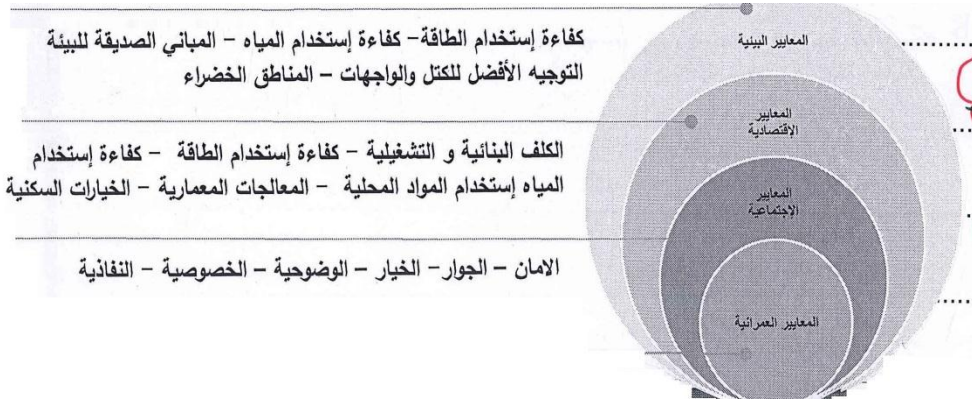 كفاءة إستخدام الطاقة– كفاءة إستخدام المياه – المباني الصديقة للبيئة
التوجيه الأفضل للكتل والواجهات – المناطق الخضراء
الكلف البنائية و التشغيلية – كفاءة إستخدام الطاقة – كفاءة إستخدام
المياه إستخدام المواد المحلية – المعالجات المعمارية – الخيارات السكنية
الامان – الجوار– الخيار – الوضوحية – الخصوصية – النفاذية
المعايير البيئية
المعايير
الإقتصادية
المعايير
الإجتماعية
المعايير العمرانية